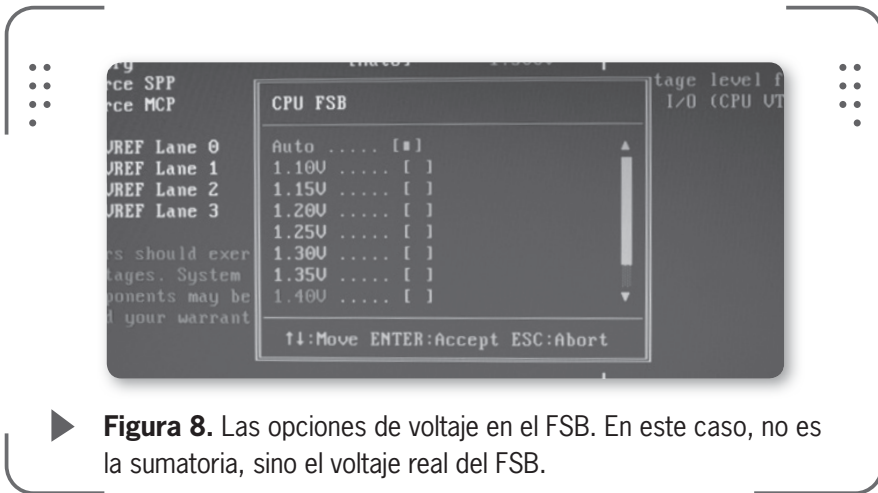 [Auto]
rce SPP
rce MCP
VREF Lane 0
VREF Lane 1
VREF Lane 2
VREF Lane 3
rs should exer
tages. System
ponents may be
d your warrant
CPU FSB
Auto ..... [■]
1.10V ..... [ ]
1.15V ..... [ ]
1.20V ..... [ ]
1.25V ..... [ ]
1.30V ..... [ ]
1.35V ..... [ ]
1.40V ..... [ ]
↑↓:Move ENTER:Accept ESC:Abort
tage level f
I/O (CPU VT
Figura 8. Las opciones de voltaje en el FSB. En este caso, no es
la sumatoria, sino el voltaje real del FSB.